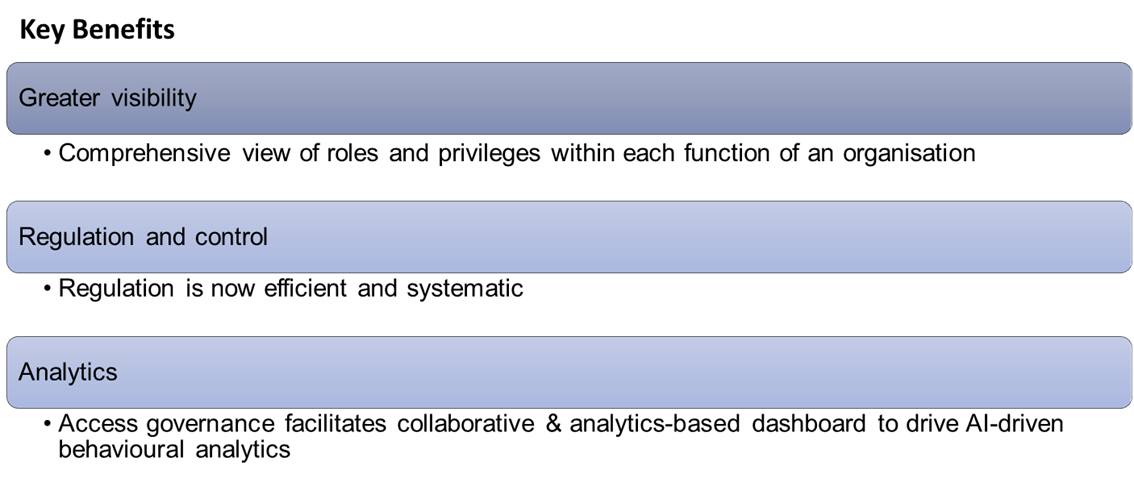 Key Benefits
Greater visibility
• Comprehensive view of roles and privileges within each function of an organisation
Regulation and control
• Regulation is now efficient and systematic
Analytics
• Access governance facilitates collaborative & analytics-based dashboard to drive AI-driven
behavioural analytics